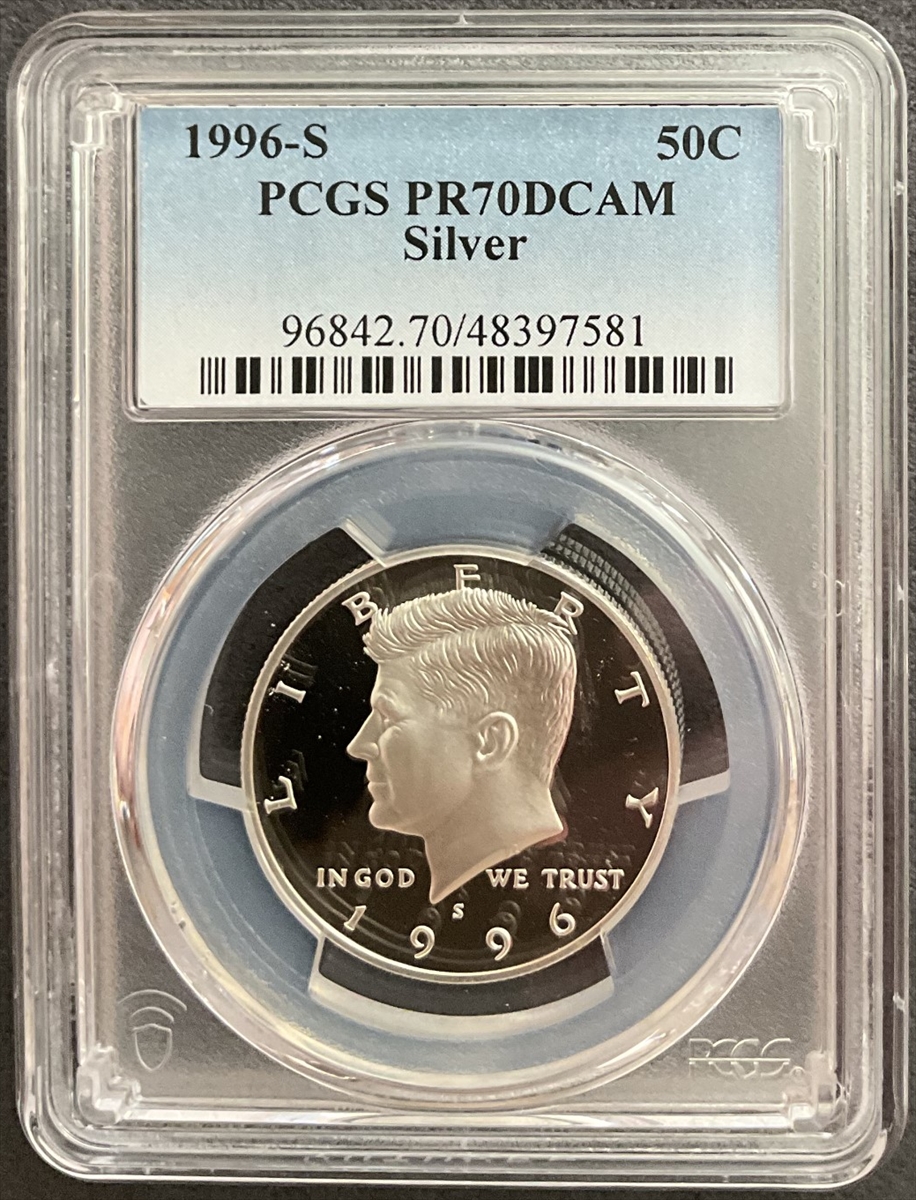 1996-S 50C
PCGS PR70DCAM
Silver
96842.70/48397581
LIBERTY
IN GOD WE TRUST
S
1996
PCGS